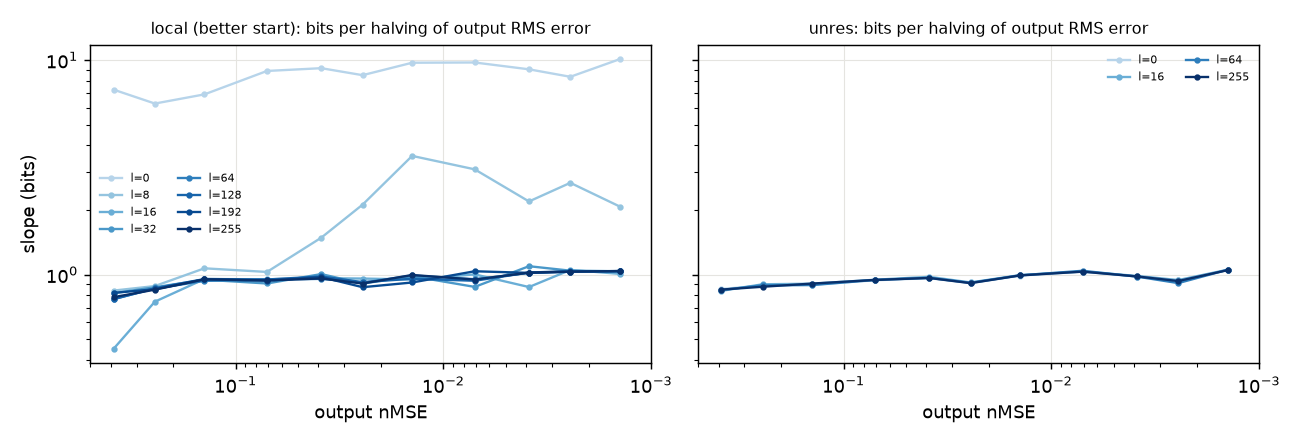 local (better start): bits per halving of output RMS error
slope (bits)
10¹
10⁰
l=0 l=64
l=8 l=128
l=16 l=192
l=32 l=255
10⁻¹ 10⁻² 10⁻³
output nMSE
unres: bits per halving of output RMS error
l=0 l=64
l=16 l=255
10⁻¹ 10⁻² 10⁻³
output nMSE